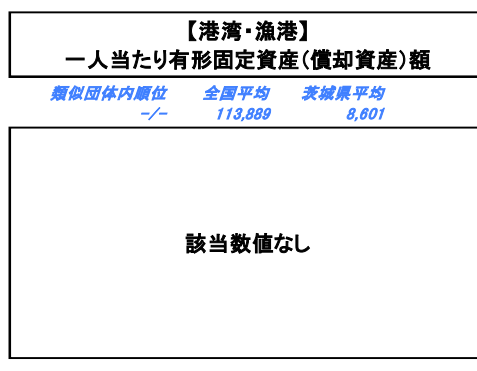 【港湾・漁港】
一人当たり有形固定資産(償却資産)額
類似団体内順位 全国平均 茨城県平均
-/- 113,889 8,601
該当数値なし